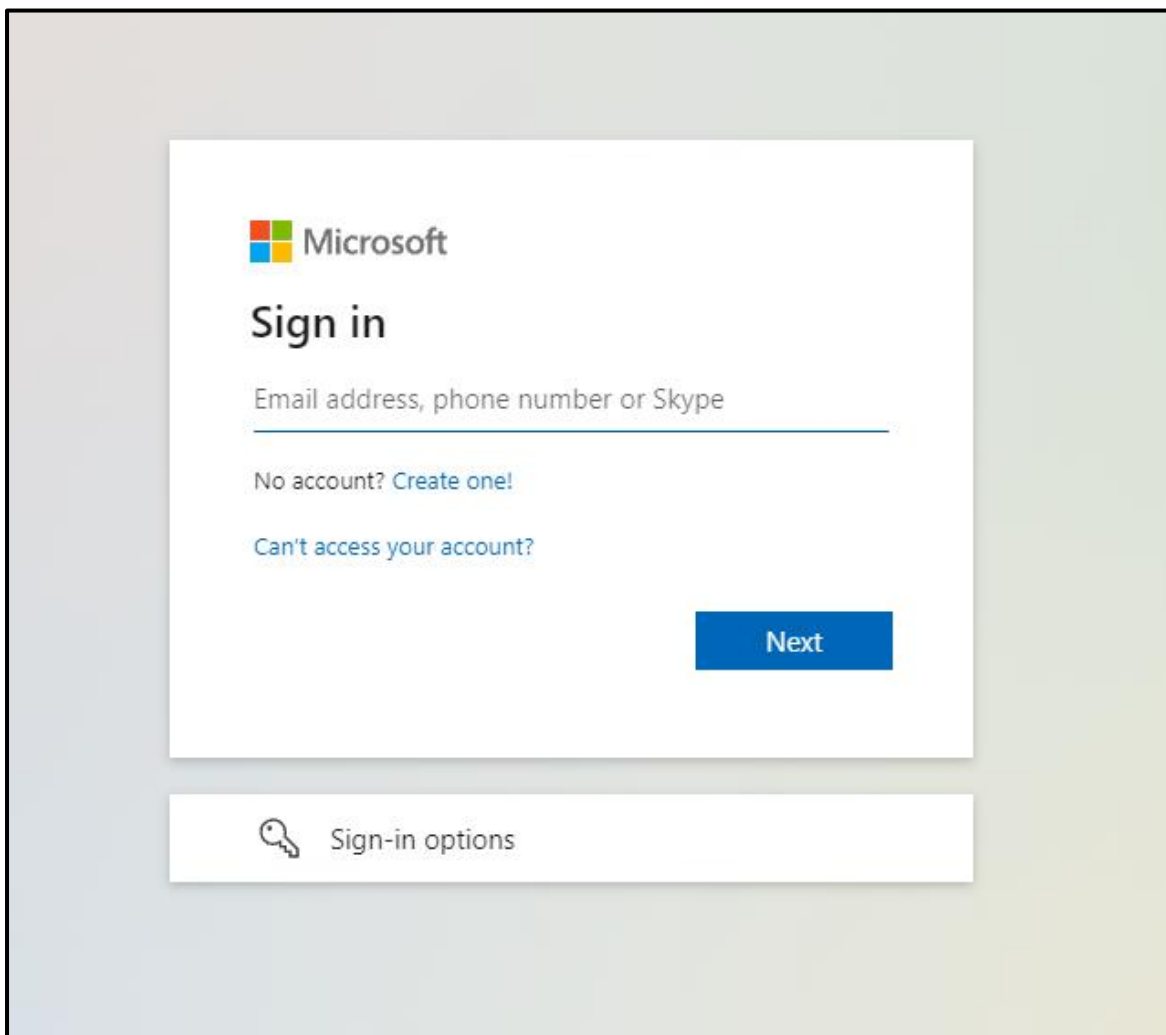 Microsoft
Sign in
Email address, phone number or Skype
No account? Create one!
Can't access your account?
Next
Sign-in options